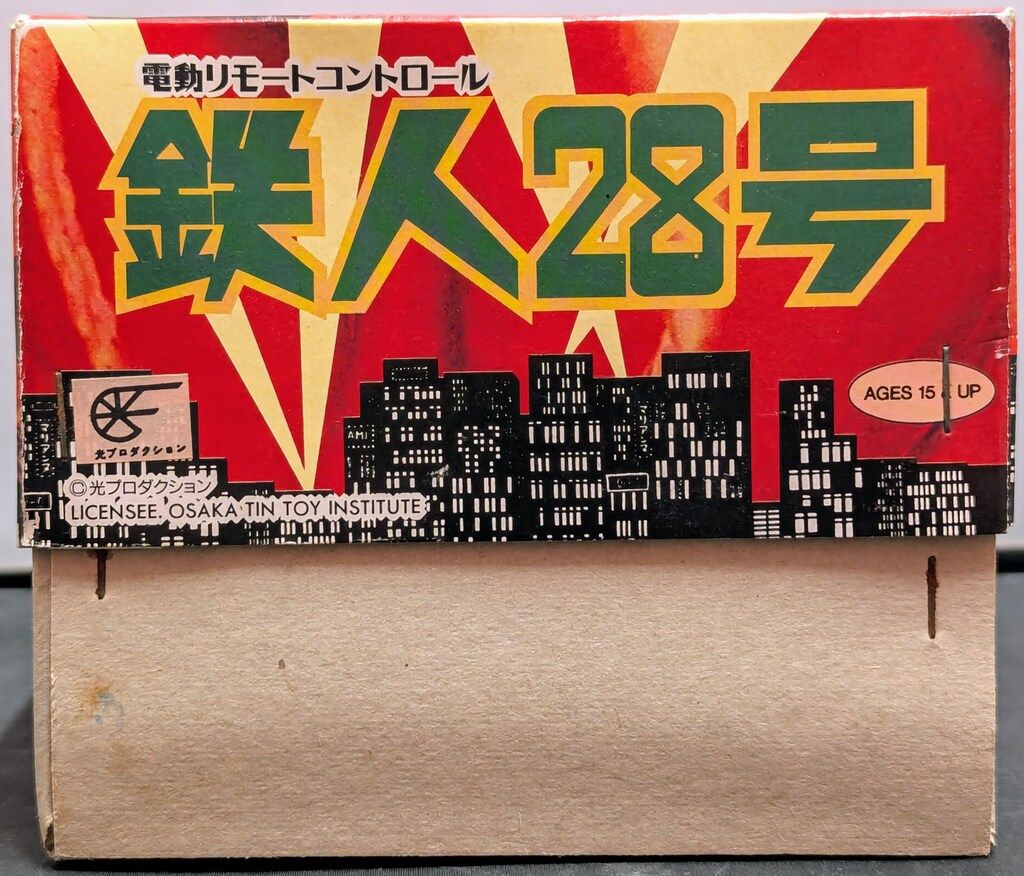 電動リモートコントロール
鉄人28号
AGES 15 & UP
光プロダクション
©光プロダクション
LICENSEE. OSAKA TIN TOY INSTITUTE
AMI